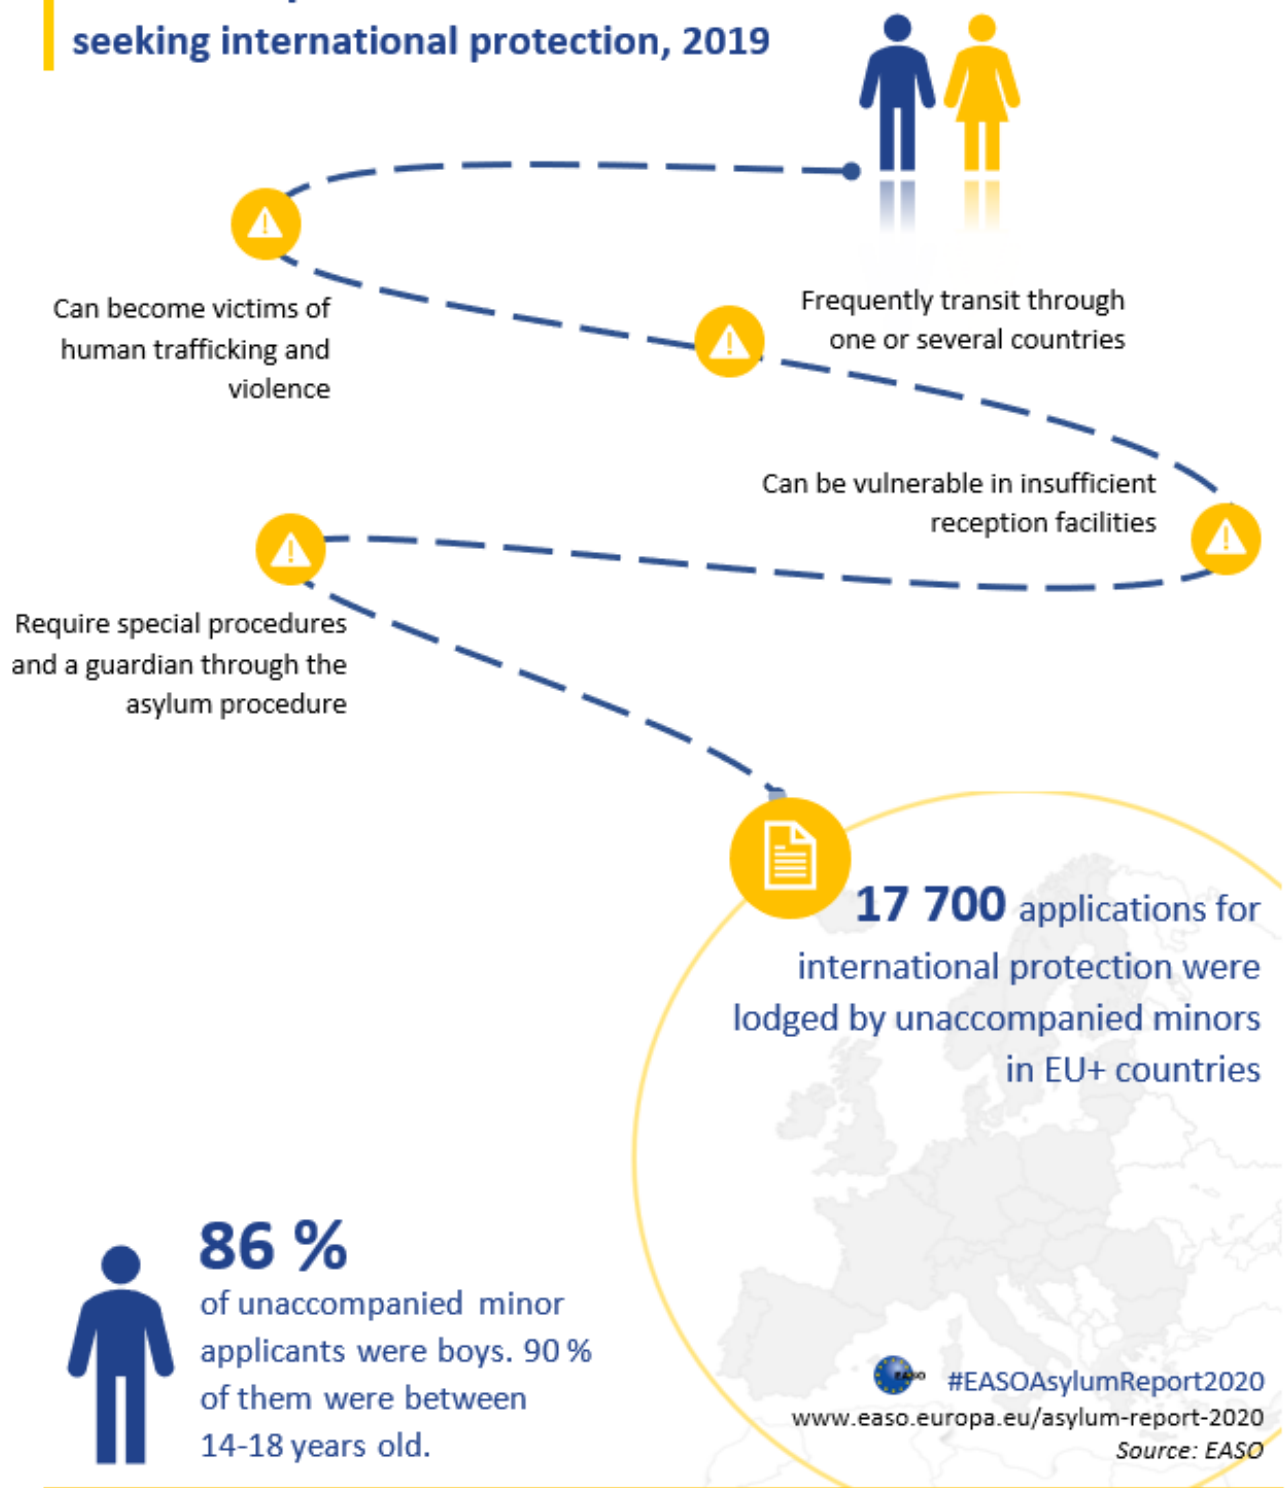 seeking international protection, 2019
Can become victims of
human trafficking and
violence
Frequently transit through
one or several countries
Can be vulnerable in insufficient
reception facilities
Require special procedures
and a guardian through the
asylum procedure
17 700 applications for
international protection were
lodged by unaccompanied minors
in EU+ countries
86 %
of unaccompanied minor
applicants were boys. 90 %
of them were between
14-18 years old.
EASO
#EASOAsylumReport2020
www.easo.europa.eu/asylum-report-2020
Source: EASO